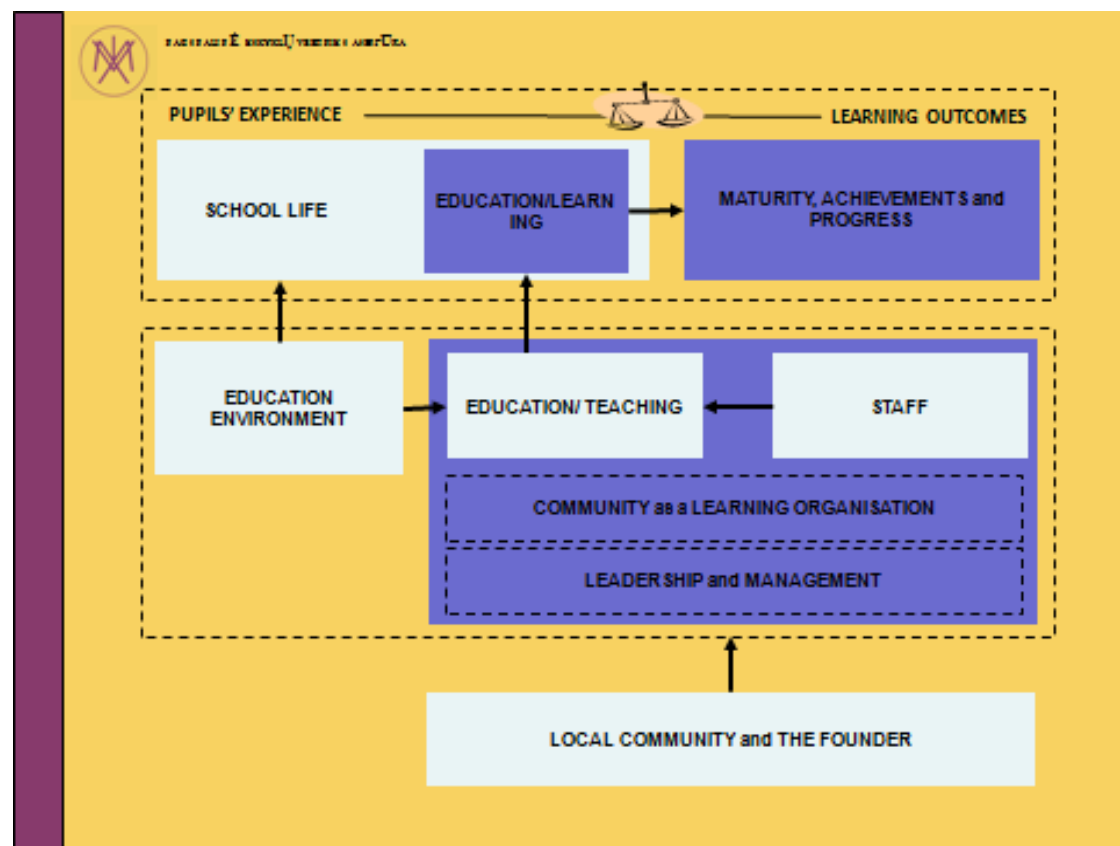 PUPILS' EXPERIENCE
LEARNING OUTCOMES
SCHOOL LIFE
EDUCATION/LEARN
ING
MATURITY, ACHIEVEMENTS and
PROGRESS
EDUCATION
ENVIRONMENT
EDUCATION/ TEACHING
STAFF
COMMUNITY as a LEARNING ORGANISATION
LEADERSHIP and MANAGEMENT
LOCAL COMMUNITY and THE FOUNDER